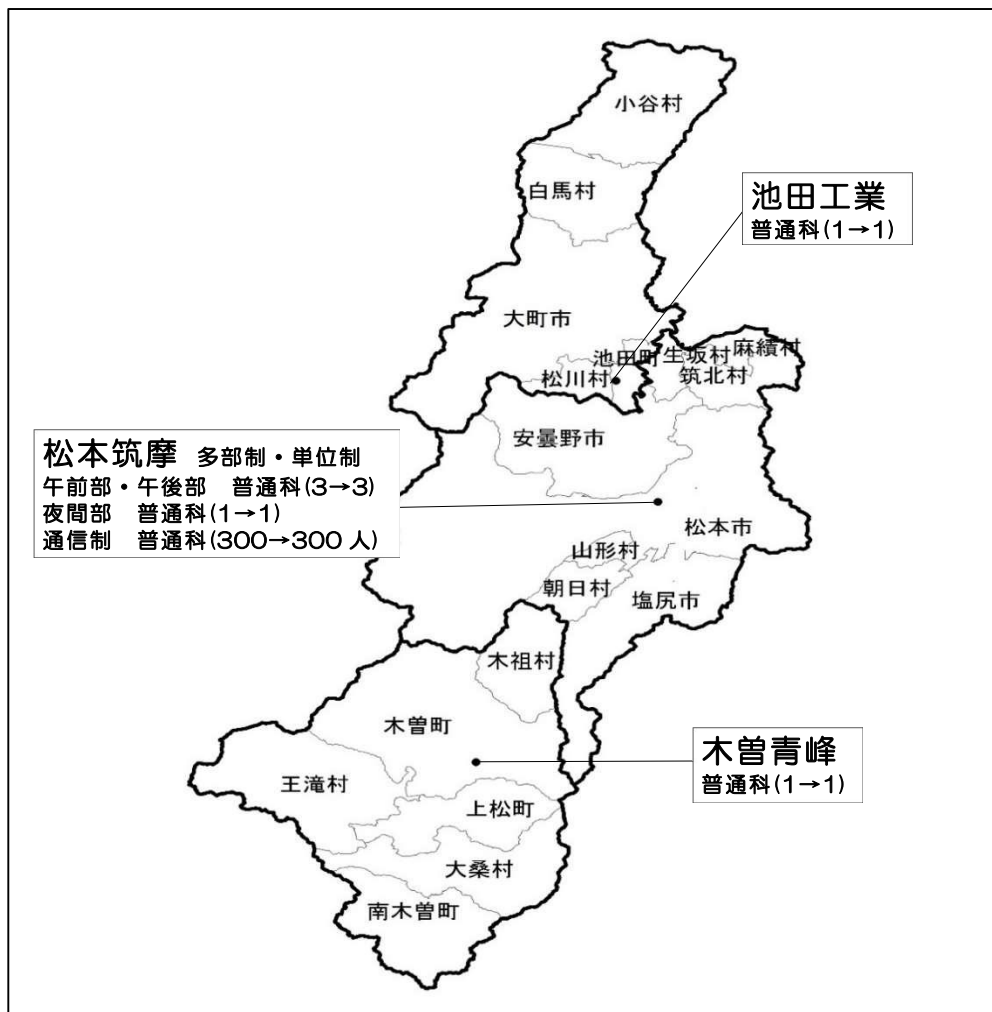 小谷村
白馬村
池田工業
普通科(1→1)
大町市
池田町
生坂村
麻績村
松川村
筑北村
安曇野市
松本筑摩 多部制・単位制
午前部・午後部 普通科(3→3)
夜間部 普通科(1→1)
通信制 普通科(300→300人)
松本市
山形村
朝日村
塩尻市
木祖村
木曽町
木曽青峰
普通科(1→1)
王滝村
上松町
大桑村
南木曽町